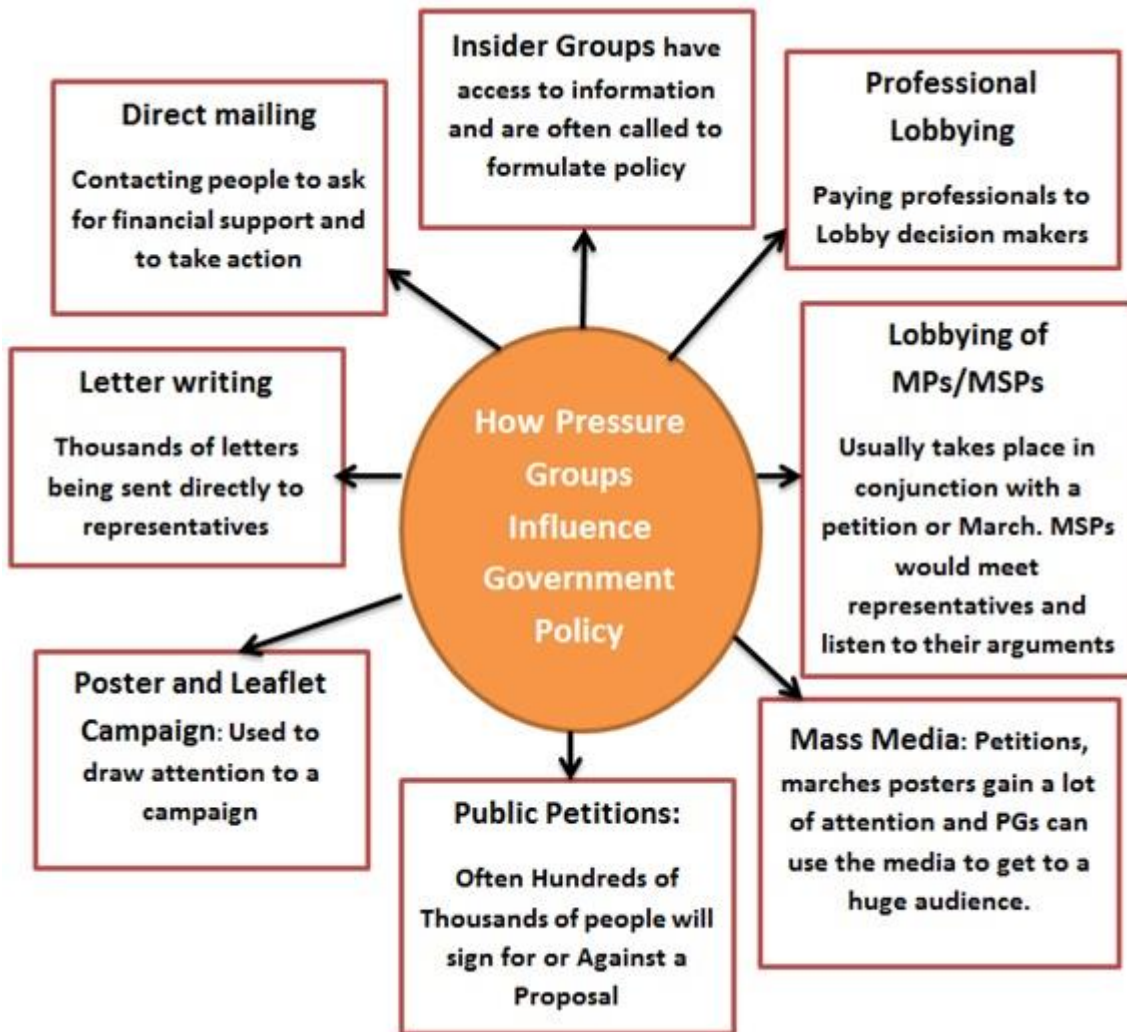 How Pressure
Groups
Influence
Government
Policy
Insider Groups have
access to information
and are often called to
formulate policy
Professional
Lobbying
Paying professionals to
Lobby decision makers
Lobbying of
MPs/MSPs
Usually takes place in
conjunction with a
petition or March. MSPs
would meet
representatives and
listen to their arguments
Mass Media: Petitions,
marches posters gain a lot
of attention and PGs can
use the media to get to a
huge audience.
Public Petitions:
Often Hundreds of
Thousands of people will
sign for or Against a
Proposal
Poster and Leaflet
Campaign: Used to
draw attention to a
campaign
Letter writing
Thousands of letters
being sent directly to
representatives
Direct mailing
Contacting people to ask
for financial support and
to take action